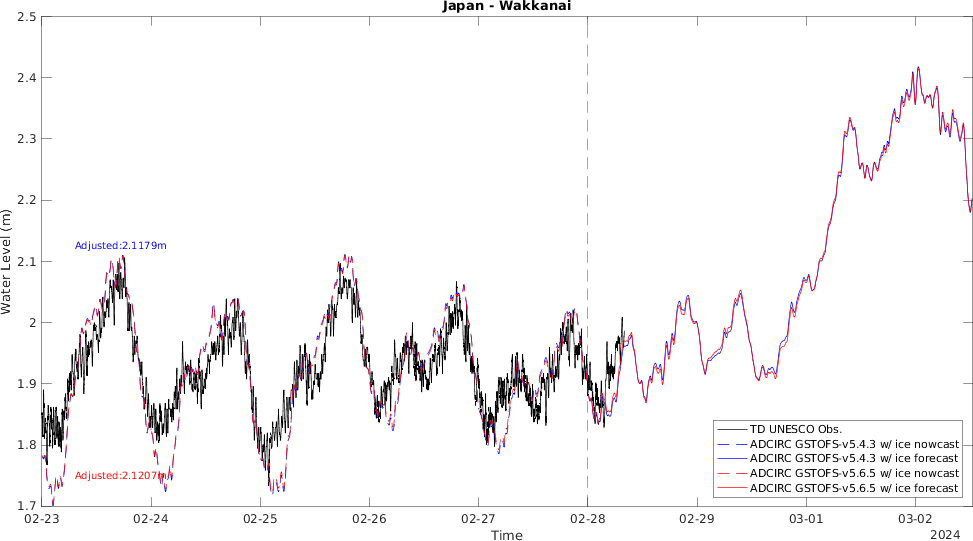 Japan - Wakkanai
2.5
2.4
2.3
2.2
2.1
2
1.9
1.8
1.7
Water Level (m)
Adjusted:2.1179m
Adjusted:2.1207m
TD UNESCO Obs.
ADCIRC GSTOFS-v5.4.3 w/ ice nowcast
ADCIRC GSTOFS-v5.4.3 w/ ice forecast
ADCIRC GSTOFS-v5.6.5 w/ ice nowcast
ADCIRC GSTOFS-v5.6.5 w/ ice forecast
02-23 02-24 02-25 02-26 02-27 02-28 02-29 03-01 03-02
Time
2024